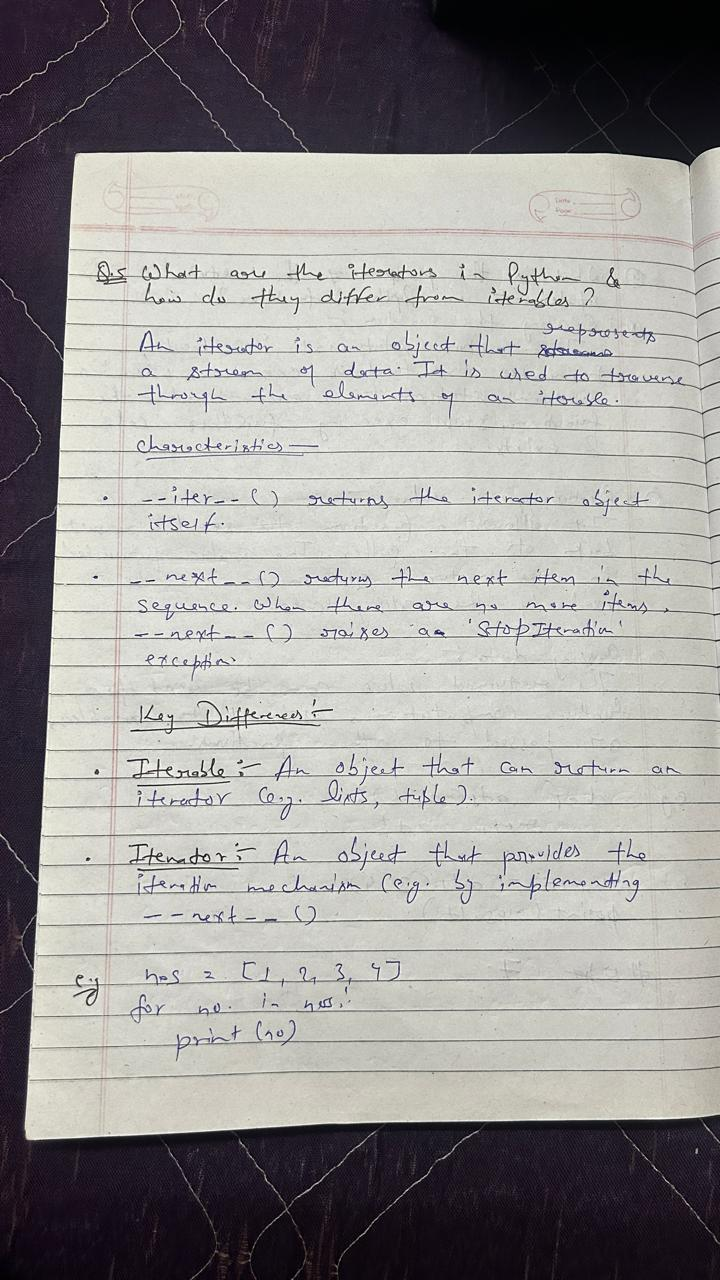 Q.5 What are the iterators in Python &
how do they differ from iterables?
represents
An iterator is an object that
a stream of data. It is used to traverse
through the elements of an iterable.
Characteristics —
• __iter__() returns the iterator object
itself.
• __next__() returns the next item in the
sequence. When there are no more items,
__next__() raises a 'StopIteration'
exception.
Key Differences:-
• Iterable :- An object that can return an
iterator (e.g. lists, tuple).
• Iterator :- An object that provides the
iteration mechanism (e.g. by implementing
__next__()
e.g nos = [1, 2, 3, 4]
for no. in nos:
print (no)